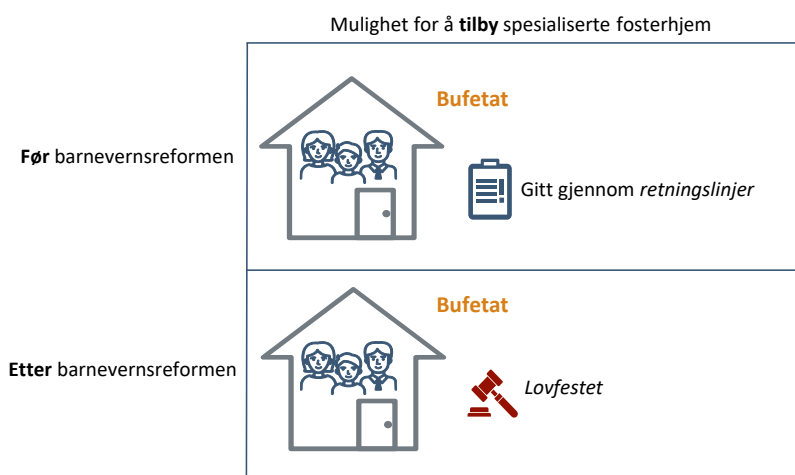 Mulighet for å tilby spesialiserte fosterhjem
Før barnevernsreformen
Bufetat
Gitt gjennom retningslinjer
Etter barnevernsreformen
Bufetat
Lovfestet